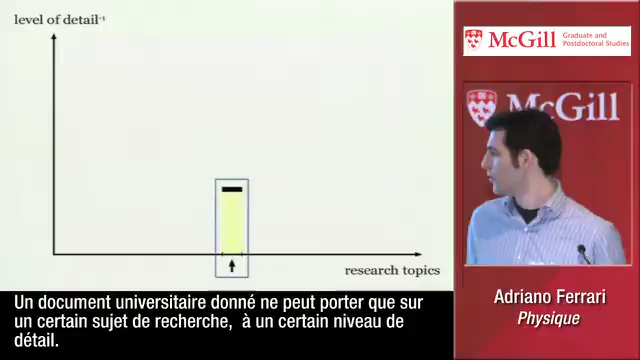 level of detail⁻¹
research topics
McGill
Graduate and
Postdoctoral Studies
McGill
Un document universitaire donné ne peut porter que sur
un certain sujet de recherche, à un certain niveau de
détail.
Adriano Ferrari
Physique